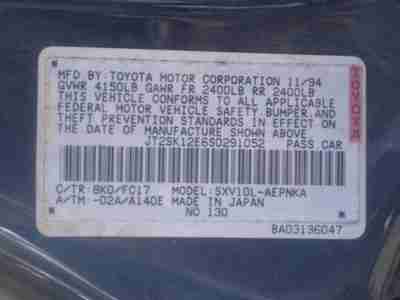 MFD BY TOYOTA MOTOR CORPORATION 11/94
GVWR 4150LB GAWR FR 2400LB RR 2400LB
THIS VEHICLE CONFORMS TO ALL APPLICABLE
FEDERAL MOTOR VEHICLE SAFETY, BUMPER, AND
THEFT PREVENTION STANDARDS IN EFFECT ON
THE DATE OF MANUFACTURE SHOWN ABOVE.
JT2SK12E6S0291052 PASS CAR
C/TR: 8K0/FC17 MODEL: SXV10L-AEPNKA
A/TM: -02A/A140E MADE IN JAPAN
NO 130
BA03136047
TOYOTA